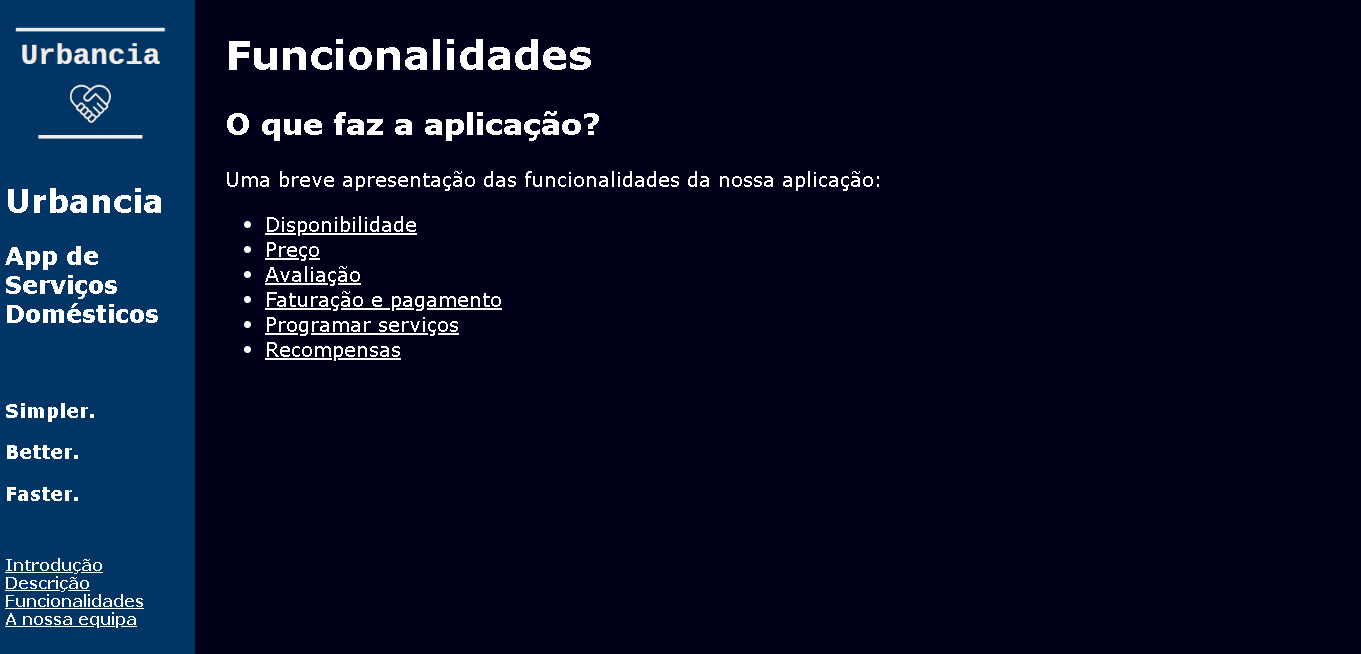 Urbancia
Urbancia
App de
Serviços
Domésticos
Simpler.
Better.
Faster.
Introdução
Descrição
Funcionalidades
A nossa equipa
Funcionalidades
O que faz a aplicação?
Uma breve apresentação das funcionalidades da nossa aplicação:
Disponibilidade
Preço
Avaliação
Faturação e pagamento
Programar serviços
Recompensas